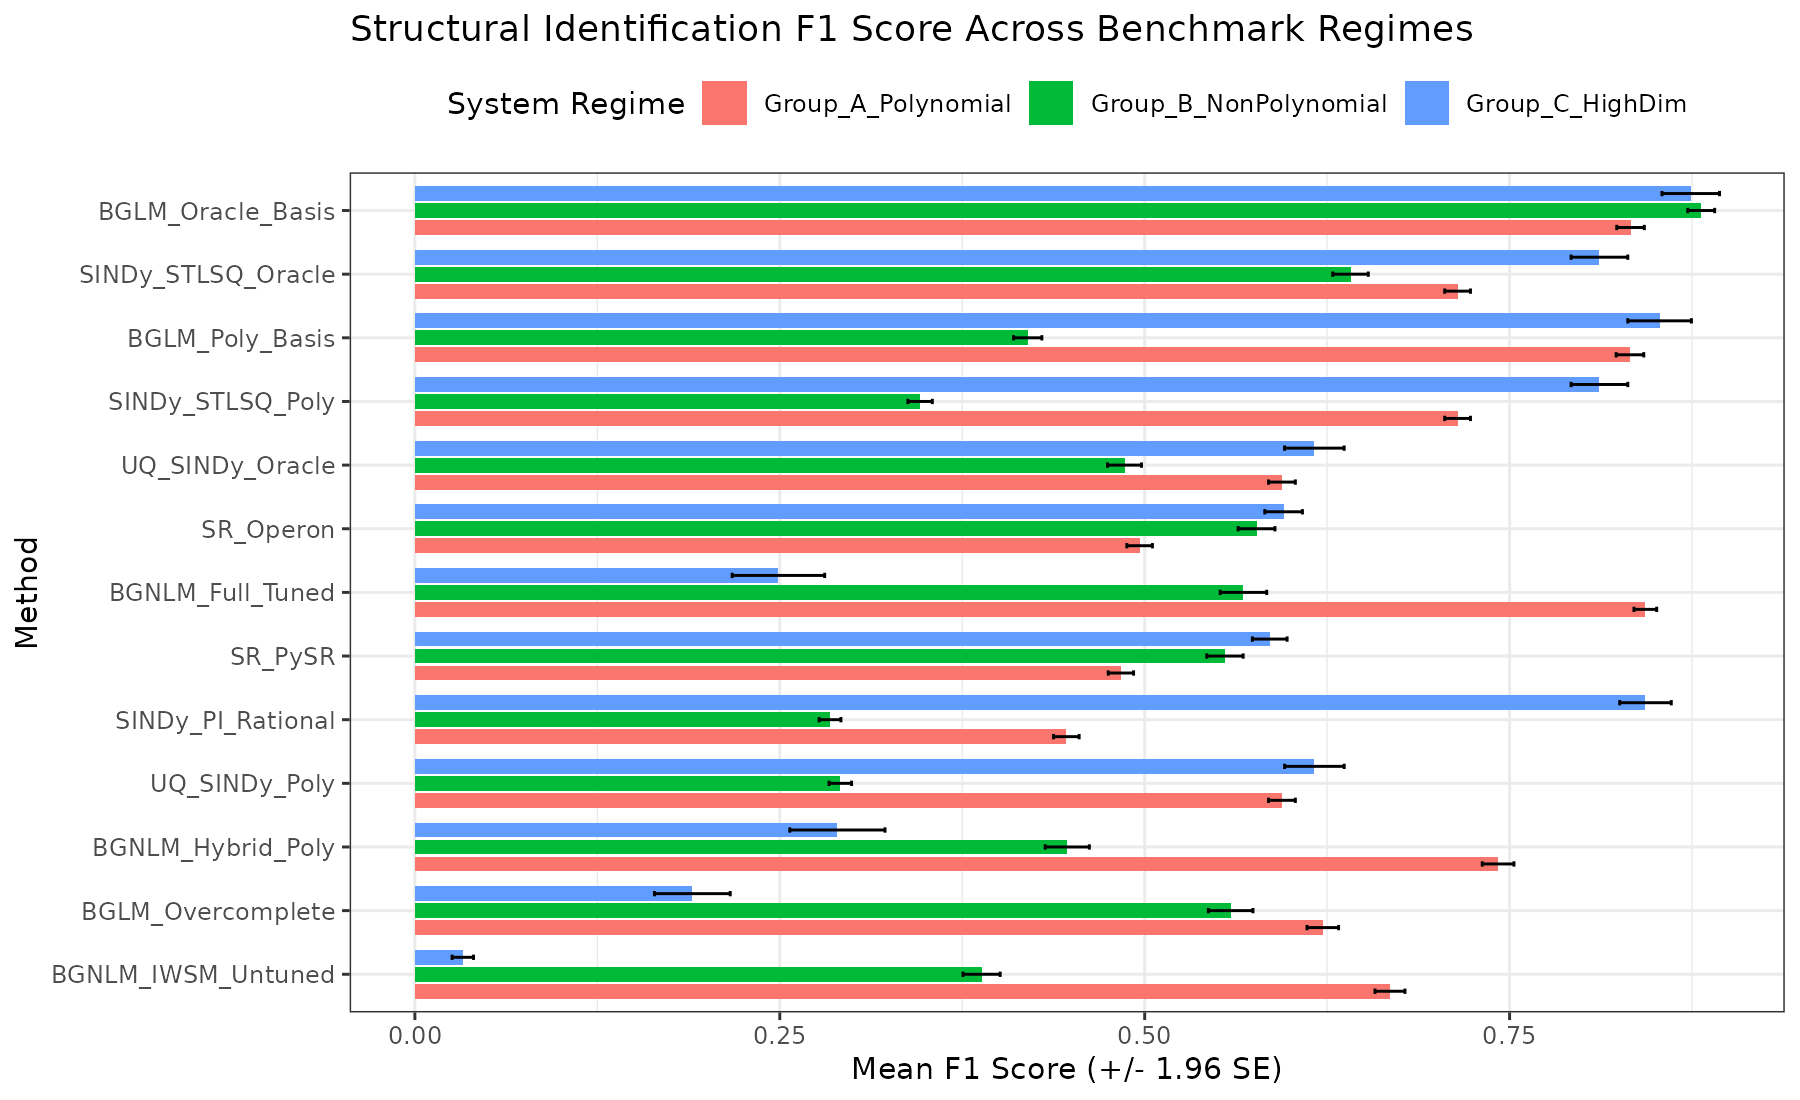 Structural Identification F1 Score Across Benchmark Regimes
System Regime Group_A_Polynomial Group_B_NonPolynomial Group_C_HighDim
Method
BGLM_Oracle_Basis
SINDy_STLSQ_Oracle
BGLM_Poly_Basis
SINDy_STLSQ_Poly
UQ_SINDy_Oracle
SR_Operon
BGNLM_Full_Tuned
SR_PySR
SINDy_PI_Rational
UQ_SINDy_Poly
BGNLM_Hybrid_Poly
BGLM_Overcomplete
BGNLM_IWSM_Untuned
0.00 0.25 0.50 0.75
Mean F1 Score (+/- 1.96 SE)